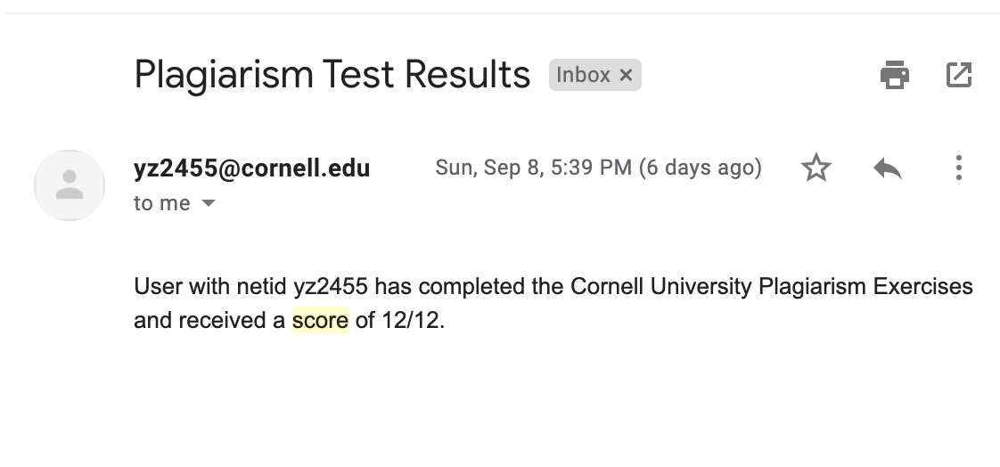 Plagiarism Test Results Inbox ×
yz2455@cornell.edu Sun, Sep 8, 5:39 PM (6 days ago)
to me
User with netid yz2455 has completed the Cornell University Plagiarism Exercises
and received a score of 12/12.